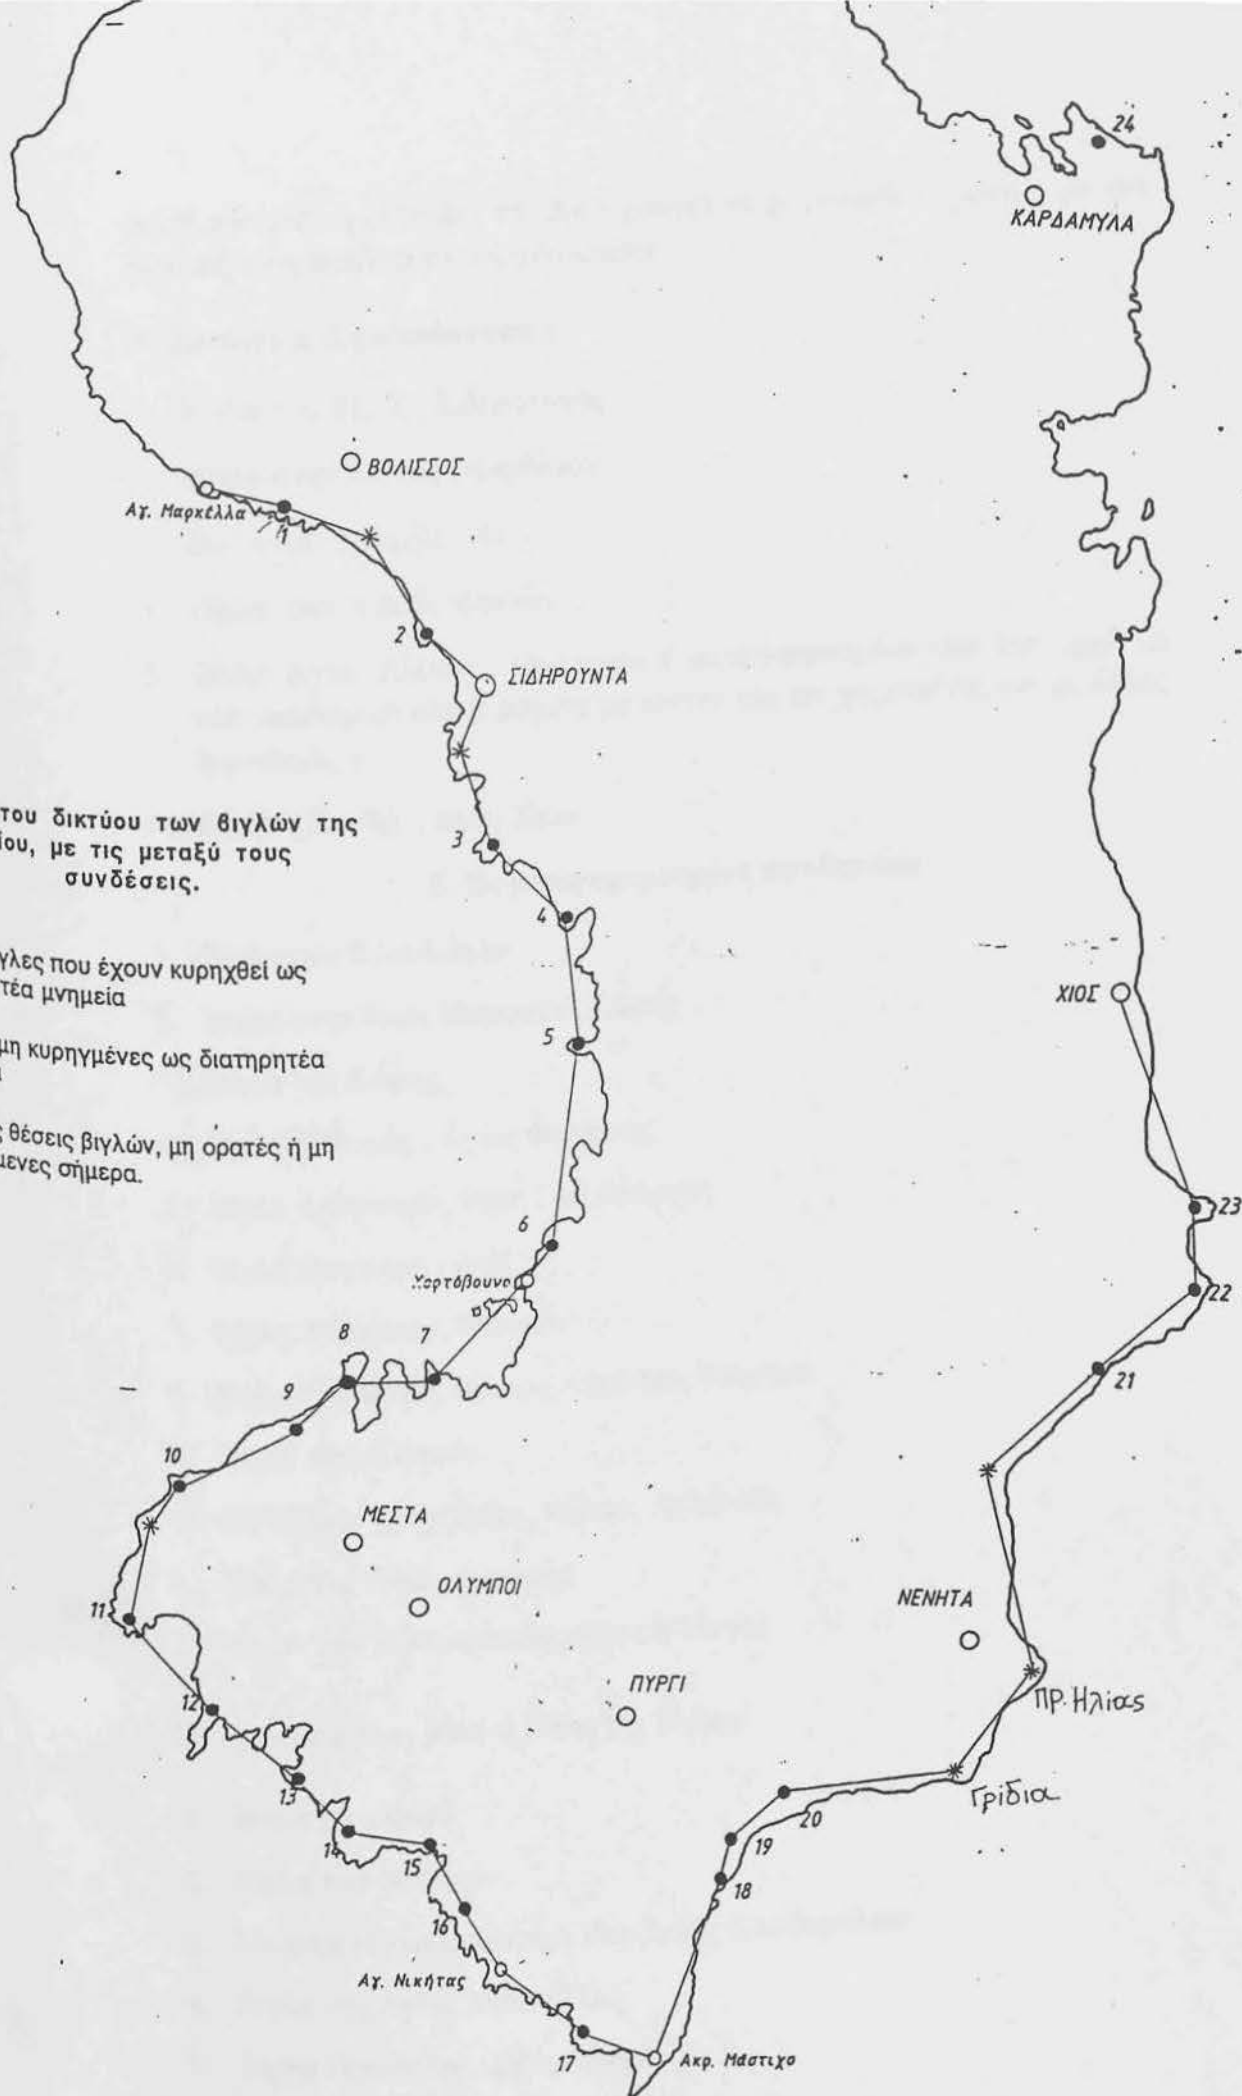 24
ΚΑΡΔΑΜΥΛΑ
ΒΟΛΙΣΣΟΣ
Αγ. Μαρκέλλα
1
2
ΣΙΔΗΡΟΥΝΤΑ
του δικτύου των βιγλών της
ίου, με τις μεταξύ τους
συνδέσεις.
3
4
γλες που έχουν κυρηχθεί ως
τέα μνημεία
ΧΙΟΣ
5
μη κυρηγμένες ως διατηρητέα
ς θέσεις βιγλών, μη ορατές ή μη
μενες σήμερα.
6
23
Χορτόβουνο
22
8
7
21
9
10
ΜΕΣΤΑ
ΟΛΥΜΠΟΙ
ΝΕΝΗΤΑ
11
ΠΥΡΓΙ
ΠΡ. Ηλίας
12
13
Γρίδια
20
14
19
15
18
16
Αγ. Νικήτας
17
Ακρ. Μάστιχο